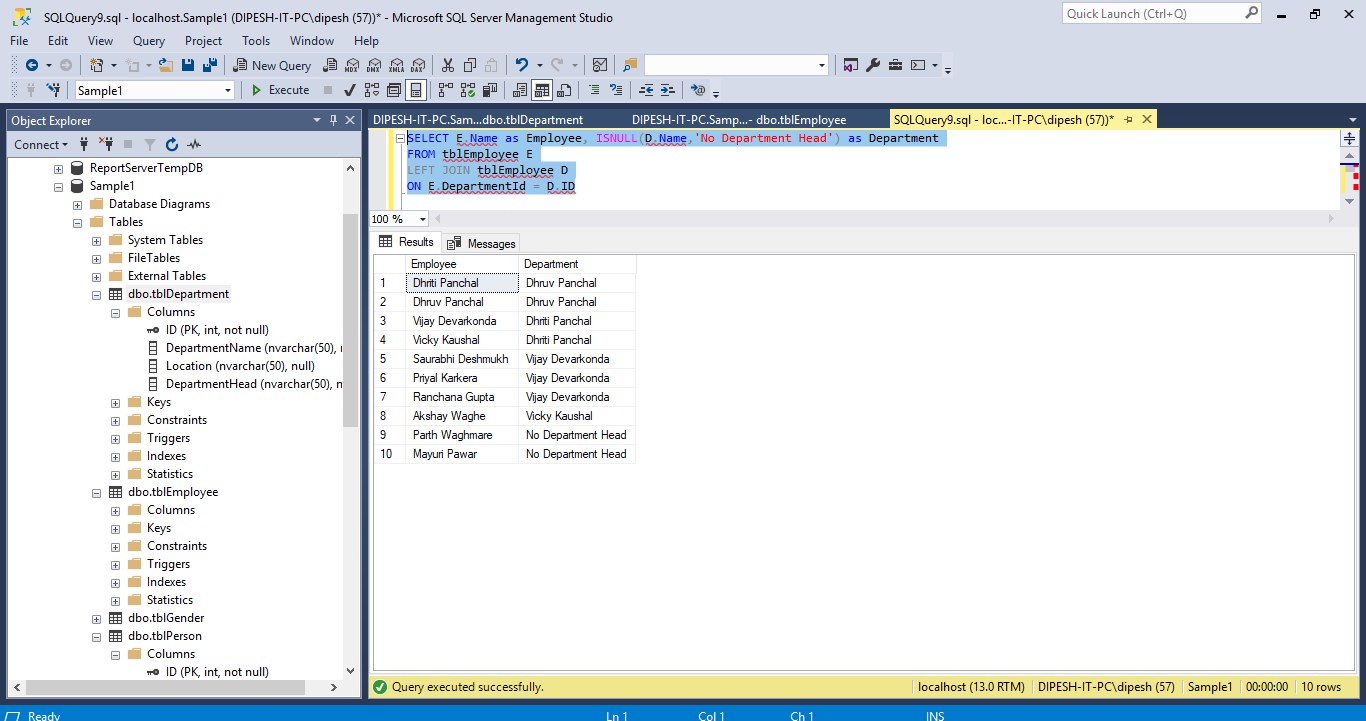 SQLQuery9.sql - localhost.Sample1 (DIPESH-IT-PC\dipesh (57))* - Microsoft SQL Server Management Studio
Quick Launch (Ctrl+Q)
File Edit View Query Project Tools Window Help
New Query MDX DMX XMLA DAX
Sample1 Execute
Object Explorer
Connect
ReportServerTempDB
Sample1
Database Diagrams
Tables
System Tables
FileTables
External Tables
dbo.tblDepartment
Columns
ID (PK, int, not null)
DepartmentName (nvarchar(50), r
Location (nvarchar(50), null)
DepartmentHead (nvarchar(50), n
Keys
Constraints
Triggers
Indexes
Statistics
dbo.tblEmployee
Columns
Keys
Constraints
Triggers
Indexes
Statistics
dbo.tblGender
dbo.tblPerson
Columns
ID (PK, int, not null)
DIPESH-IT-PC.Sam...dbo.tblDepartment DIPESH-IT-PC.Samp...- dbo.tblEmployee SQLQuery9.sql - loc...-IT-PC\dipesh (57))*
SELECT E.Name as Employee, ISNULL(D.Name,'No Department Head') as Department
FROM tblEmployee E
LEFT JOIN tblEmployee D
ON E.DepartmentId = D.ID
100 %
Results Messages
Employee Department
1 Dhriti Panchal Dhruv Panchal
2 Dhruv Panchal Dhruv Panchal
3 Vijay Devarkonda Dhriti Panchal
4 Vicky Kaushal Dhriti Panchal
5 Saurabhi Deshmukh Vijay Devarkonda
6 Priyal Karkera Vijay Devarkonda
7 Ranchana Gupta Vijay Devarkonda
8 Akshay Waghe Vicky Kaushal
9 Parth Waghmare No Department Head
10 Mayuri Pawar No Department Head
Query executed successfully. localhost (13.0 RTM) DIPESH-IT-PC\dipesh (57) Sample1 00:00:00 10 rows
Ready Ln 1 Col 1 Ch 1 INS